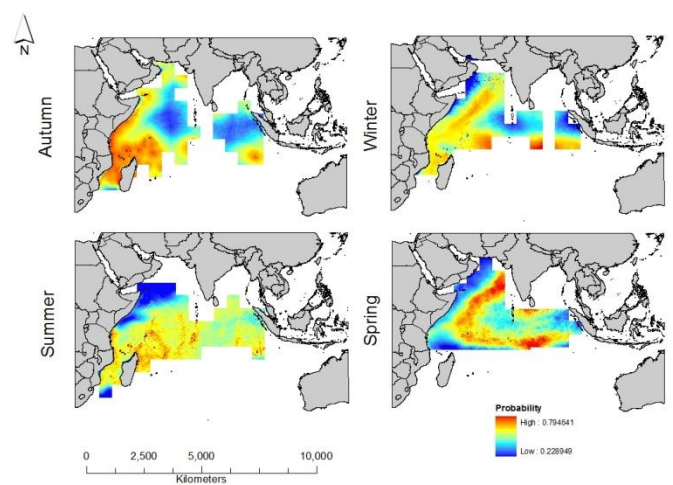 N
Autumn
Winter
Summer
Spring
Probability
High : 0.794641
Low : 0.228949
0 2,500 5,000 10,000
Kilometers